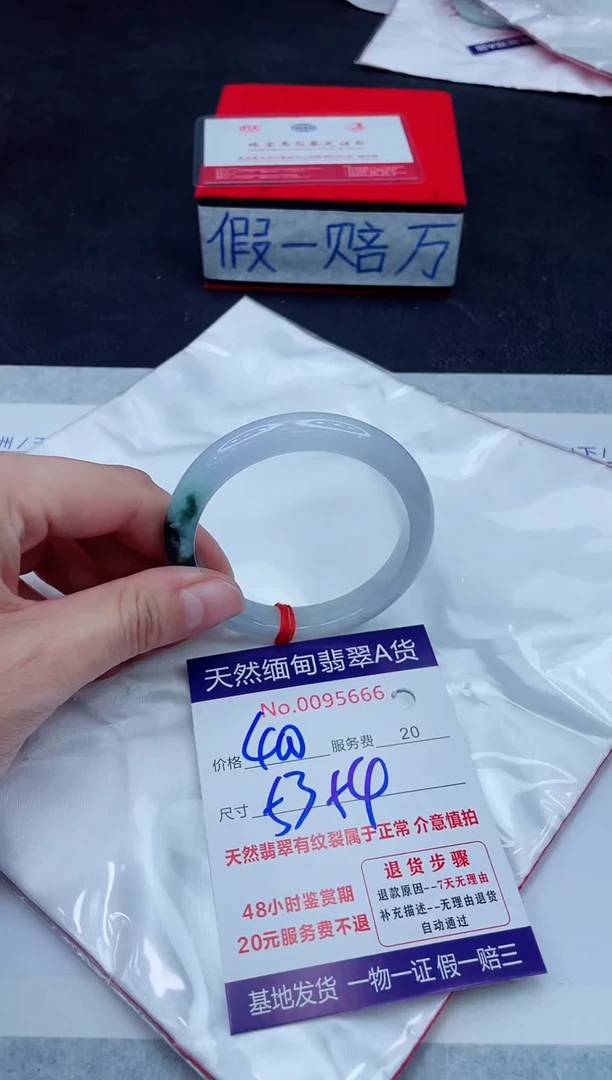 假一赔万
天然缅甸翡翠A货
No.0095666
价格 400 服务费 20
尺寸 53+4
天然翡翠有纹裂属于正常 介意慎拍
48小时鉴赏期
20元服务费不退
退货步骤
退款原因--7天无理由
补充描述--无理由退货
自动通过
基地发货 一物一证 假一赔三